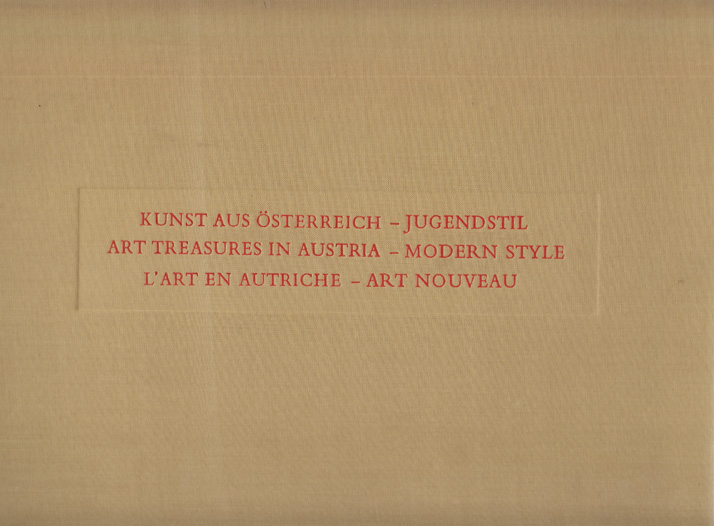 KUNST AUS ÖSTERREICH – JUGENDSTIL
ART TREASURES IN AUSTRIA – MODERN STYLE
L'ART EN AUTRICHE – ART NOUVEAU